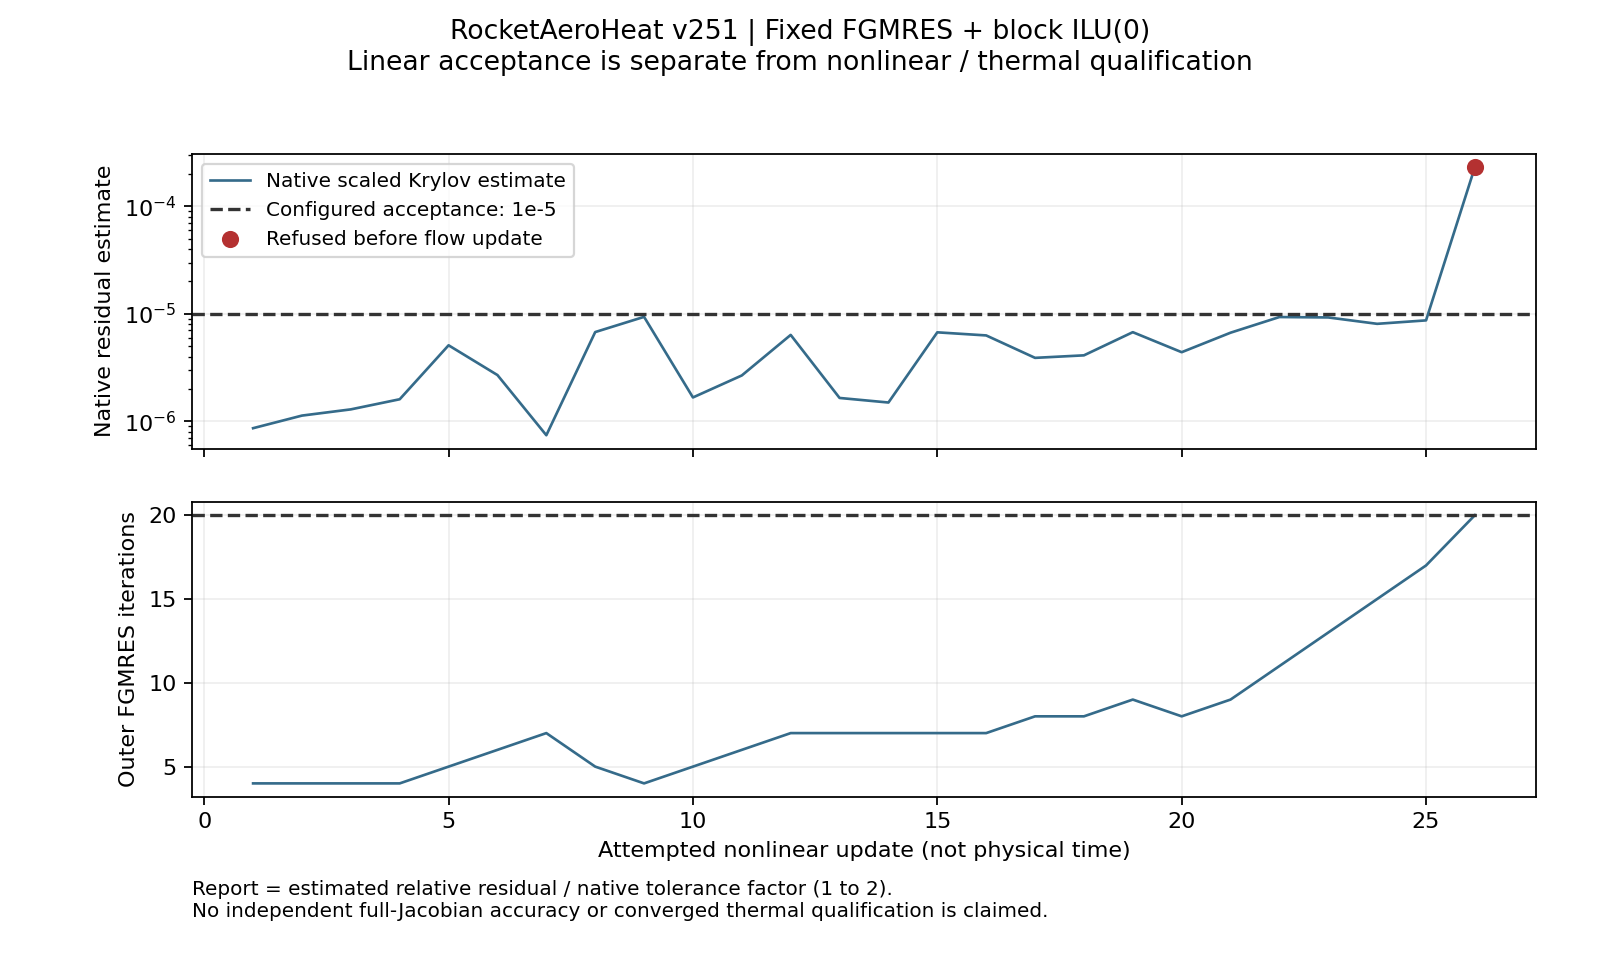 RocketAeroHeat v251 | Fixed FGMRES + block ILU(0)
Linear acceptance is separate from nonlinear / thermal qualification
Native residual estimate
10⁻⁴
10⁻⁵
10⁻⁶
Native scaled Krylov estimate
Configured acceptance: 1e-5
Refused before flow update
Outer FGMRES iterations
20
15
10
5
0 5 10 15 20 25
Attempted nonlinear update (not physical time)
Report = estimated relative residual / native tolerance factor (1 to 2).
No independent full-Jacobian accuracy or converged thermal qualification is claimed.